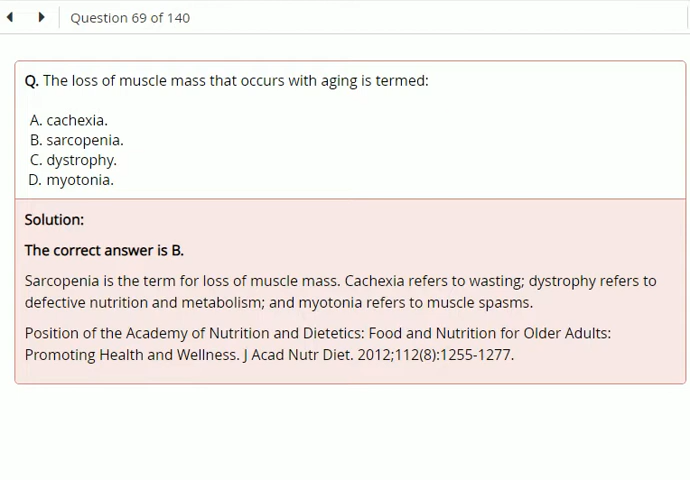 Question 69 of 140
Q. The loss of muscle mass that occurs with aging is termed:
A. cachexia.
B. sarcopenia.
C. dystrophy.
D. myotonia.
Solution:
The correct answer is B.
Sarcopenia is the term for loss of muscle mass. Cachexia refers to wasting; dystrophy refers to
defective nutrition and metabolism; and myotonia refers to muscle spasms.
Position of the Academy of Nutrition and Dietetics: Food and Nutrition for Older Adults:
Promoting Health and Wellness. J Acad Nutr Diet. 2012;112(8):1255-1277.